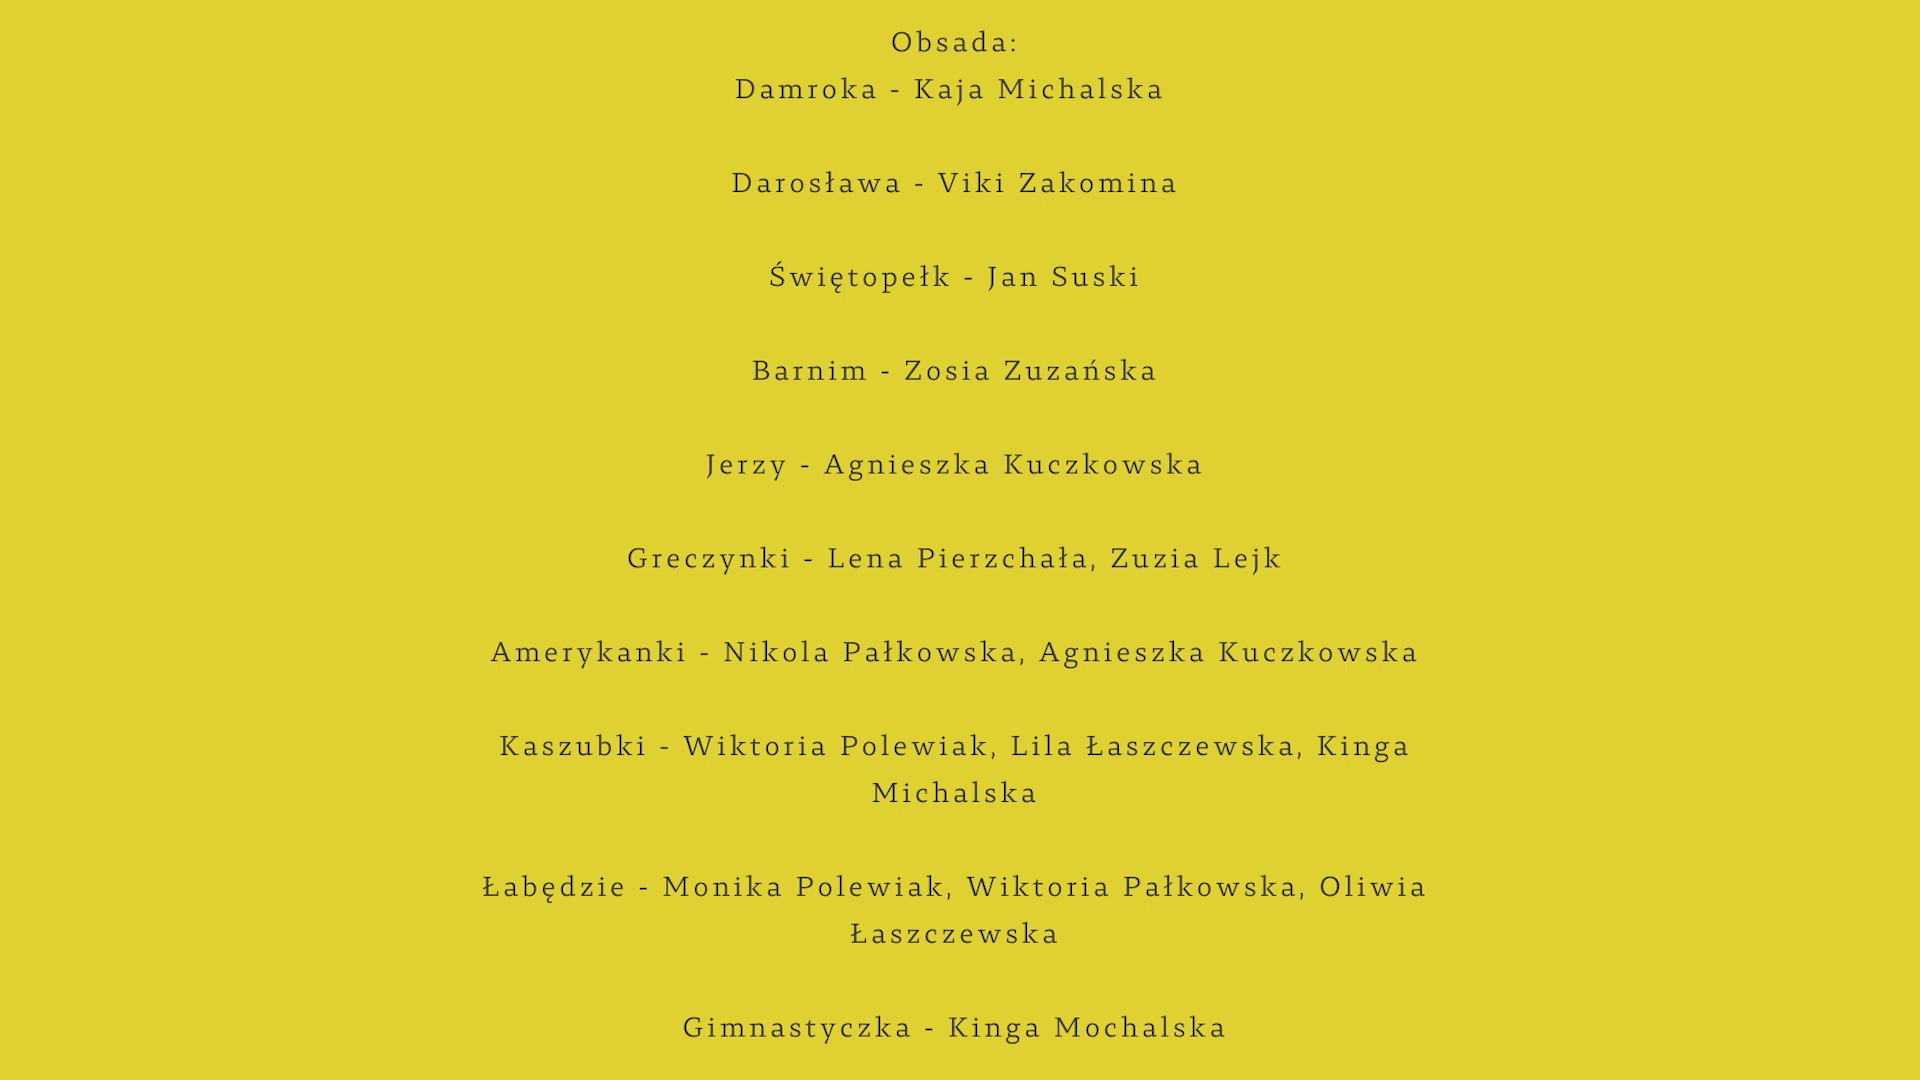 Obsada:
Damroka - Kaja Michalska
Darosława - Viki Zakomina
Świętopełk - Jan Suski
Barnim - Zosia Zuzańska
Jerzy - Agnieszka Kuczkowska
Greczynki - Lena Pierzchała, Zuzia Lejk
Amerykanki - Nikola Pałkowska, Agnieszka Kuczkowska
Kaszubki - Wiktoria Polewiak, Lila Łaszczewska, Kinga
Michalska
Łabędzie - Monika Polewiak, Wiktoria Pałkowska, Oliwia
Łaszczewska
Gimnastyczka - Kinga Mochalska